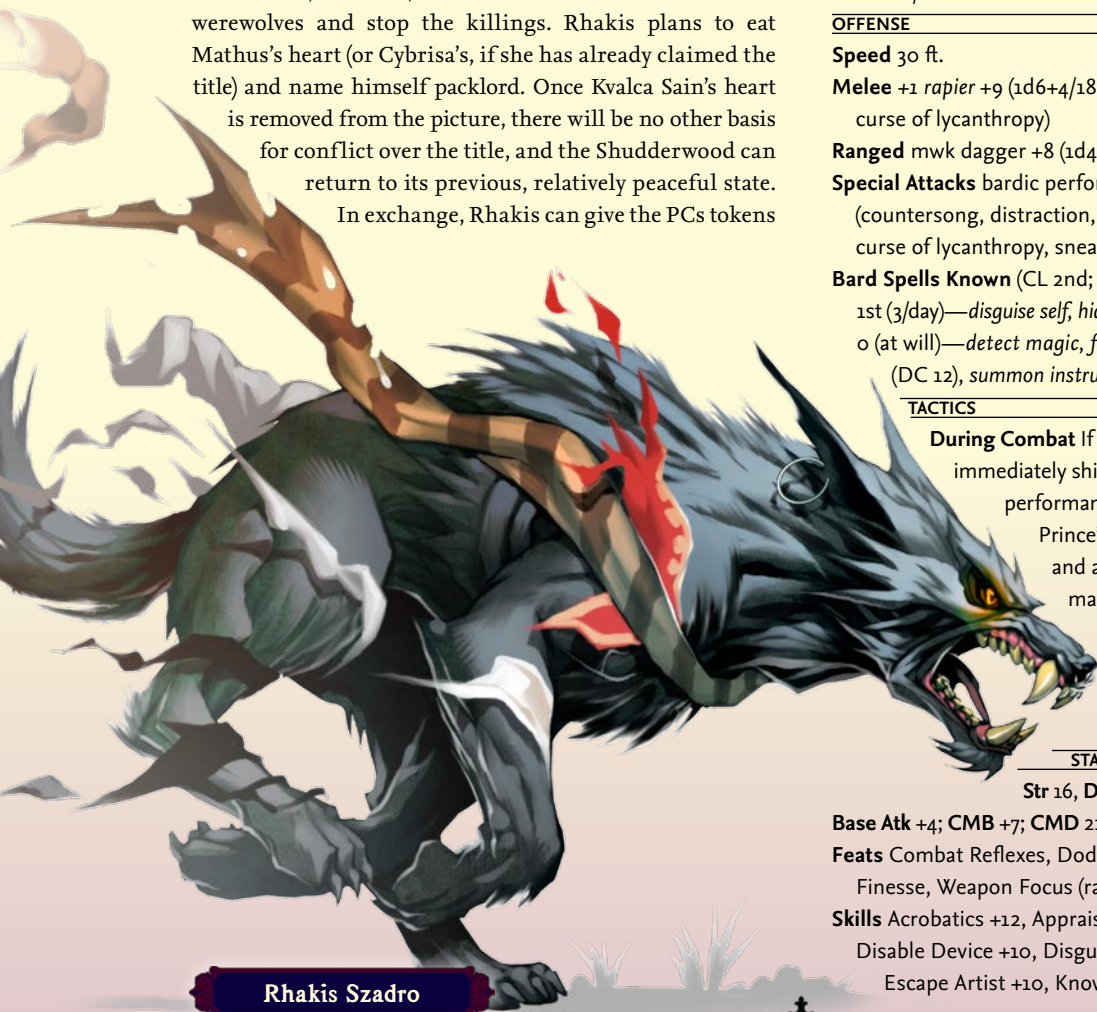 werewolves and stop the killings. Rhakis plans to eat
Mathus's heart (or Cybrisa's, if she has already claimed the
title) and name himself packlord. Once Kvalca Sain's heart
is removed from the picture, there will be no other basis
for conflict over the title, and the Shudderwood can
return to its previous, relatively peaceful state.
In exchange, Rhakis can give the PCs tokens
Rhakis Szadro
OFFENSE
Speed 30 ft.
Melee +1 rapier +9 (1d6+4/18
curse of lycanthropy)
Ranged mwk dagger +8 (1d4
Special Attacks bardic perfor
(countersong, distraction,
curse of lycanthropy, snea
Bard Spells Known (CL 2nd;
1st (3/day)—disguise self, hid
0 (at will)—detect magic, f
(DC 12), summon instru
TACTICS
During Combat If
immediately shi
performan
Prince
and a
ma
STA
Str 16, D
Base Atk +4; CMB +7; CMD 2
Feats Combat Reflexes, Dod
Finesse, Weapon Focus (ra
Skills Acrobatics +12, Apprais
Disable Device +10, Disgu
Escape Artist +10, Know